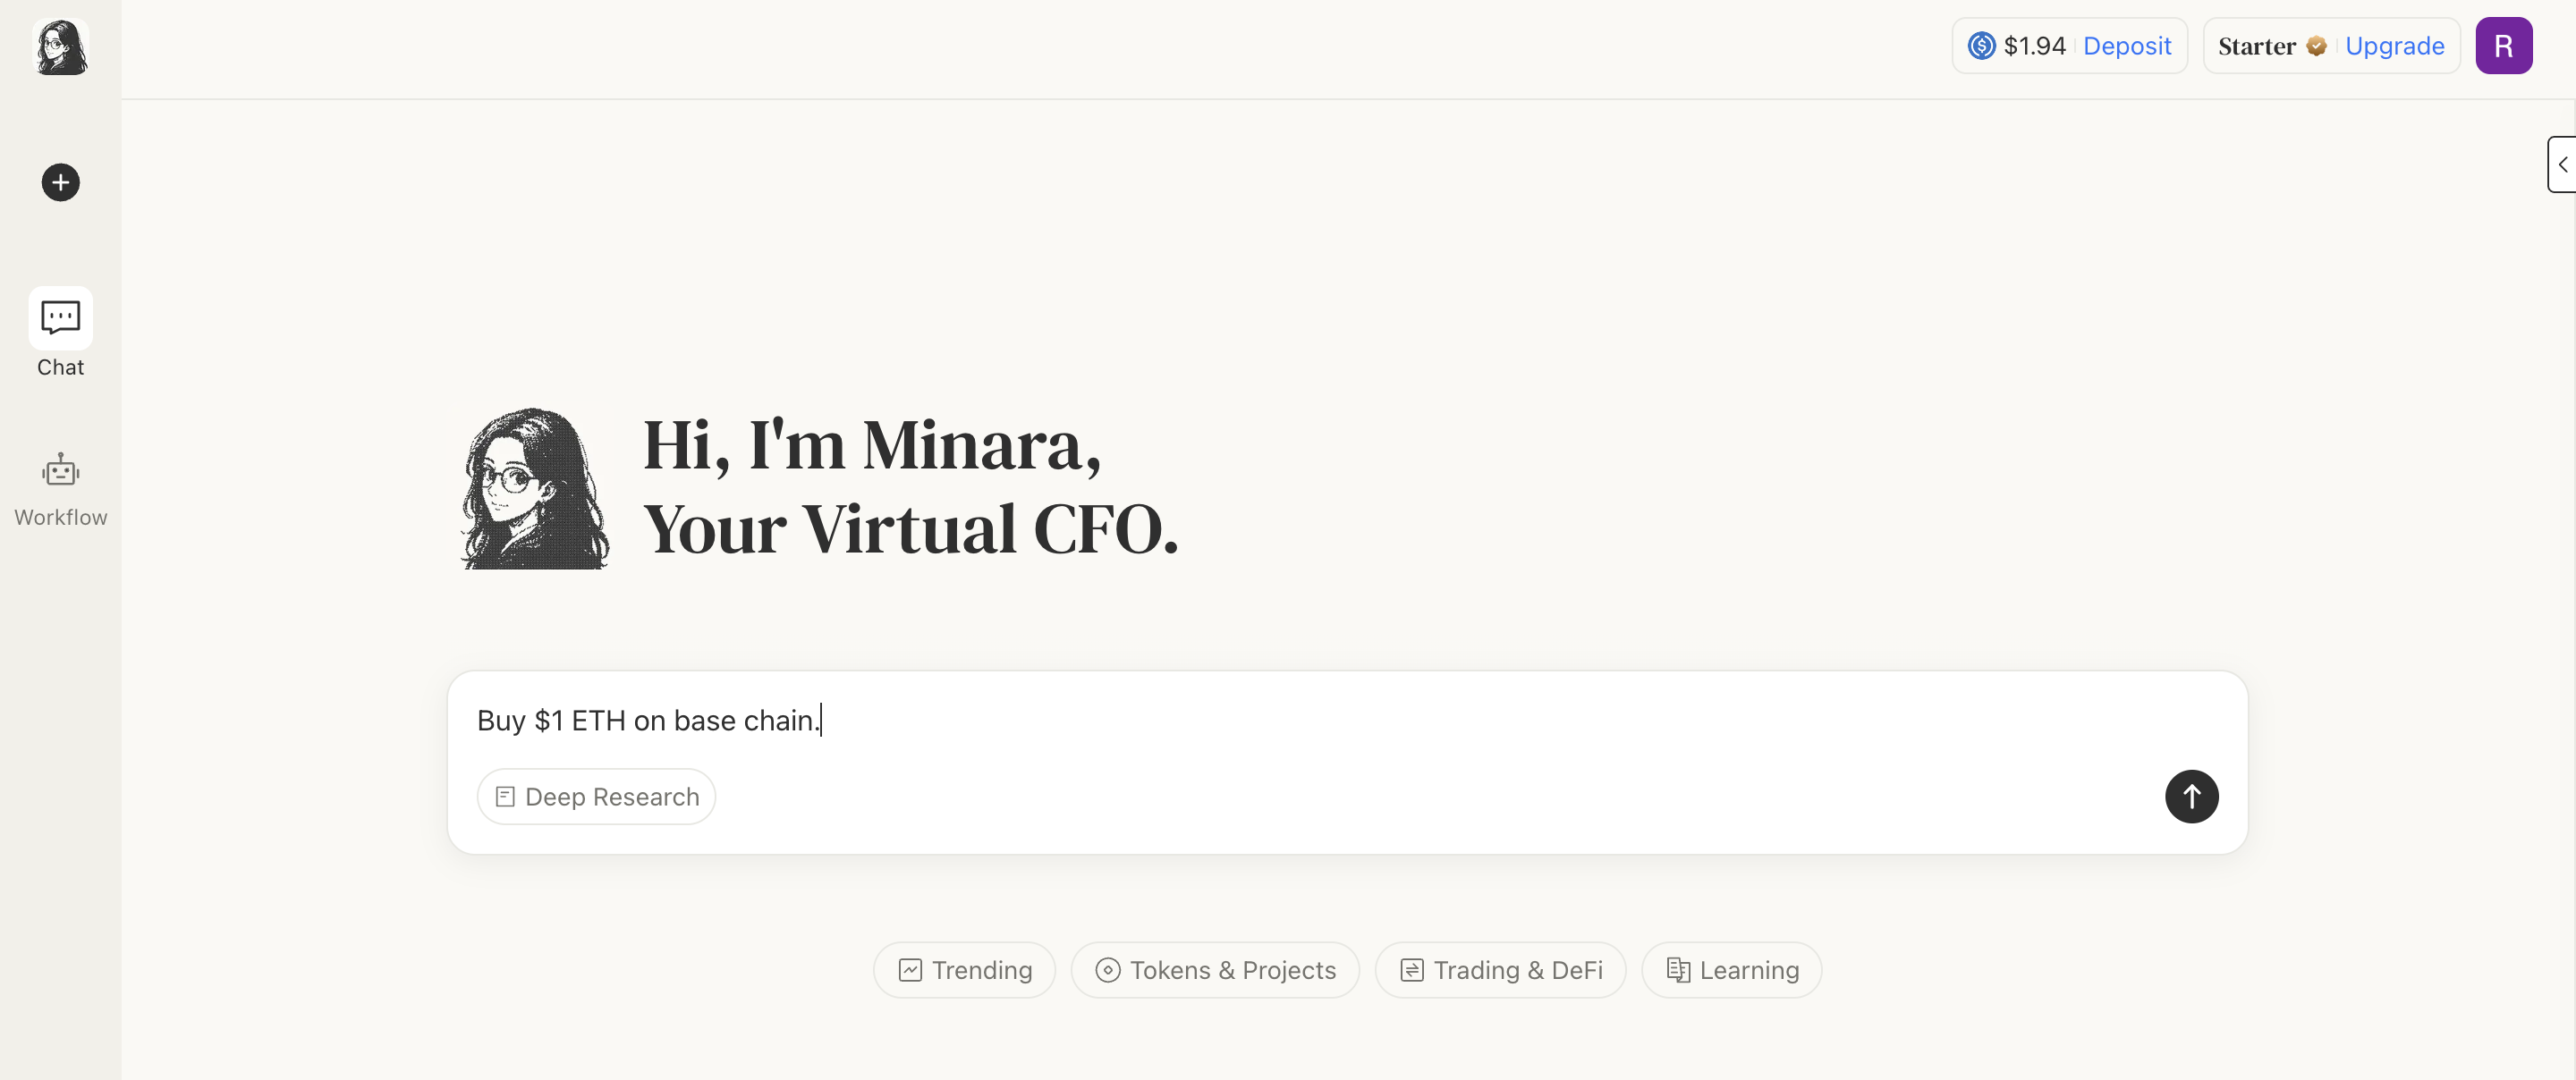 $1.94 Deposit
Starter Upgrade
R
Chat
Workflow
Hi, I'm Minara,
Your Virtual CFO.
Buy $1 ETH on base chain.
Deep Research
Trending
Tokens & Projects
Trading & DeFi
Learning